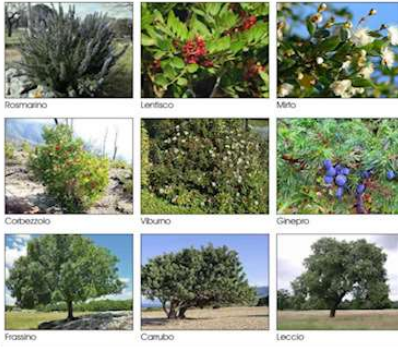 Rosmarino
Lentisco
Mirto
Corbezzolo
Viburno
Ginepro
Frassino
Carrubo
Leccio